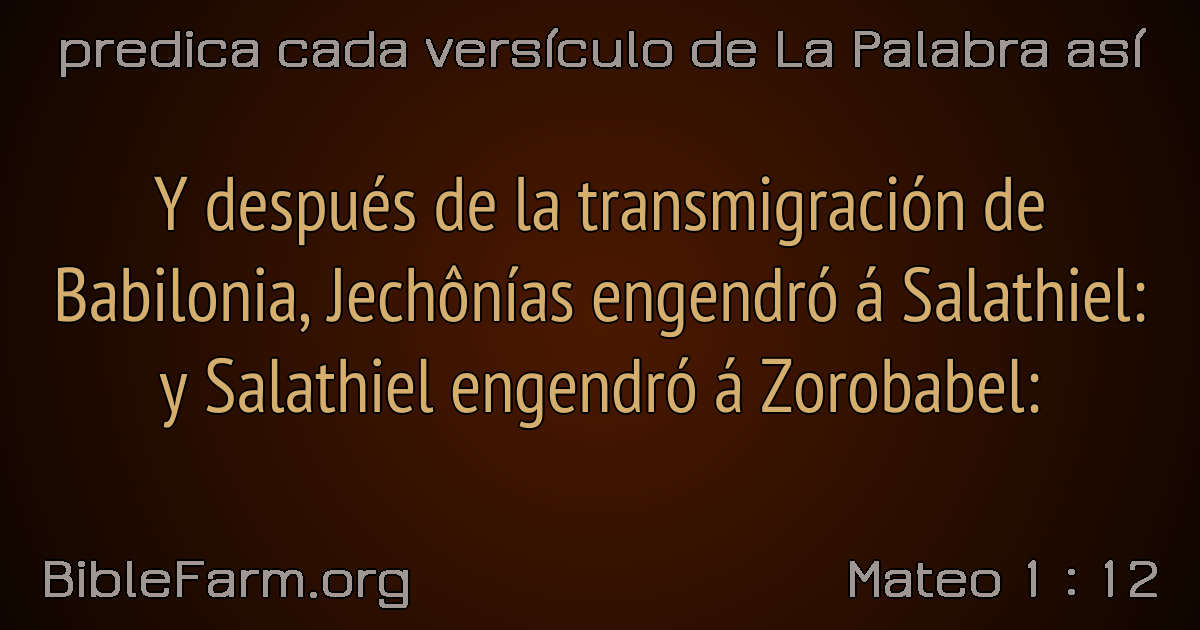 predica cada versículo de La Palabra así
Y después de la transmigración de
Babilonia, Jechônías engendró á Salathiel:
y Salathiel engendró á Zorobabel:
BibleFarm.org
Mateo 1 : 12